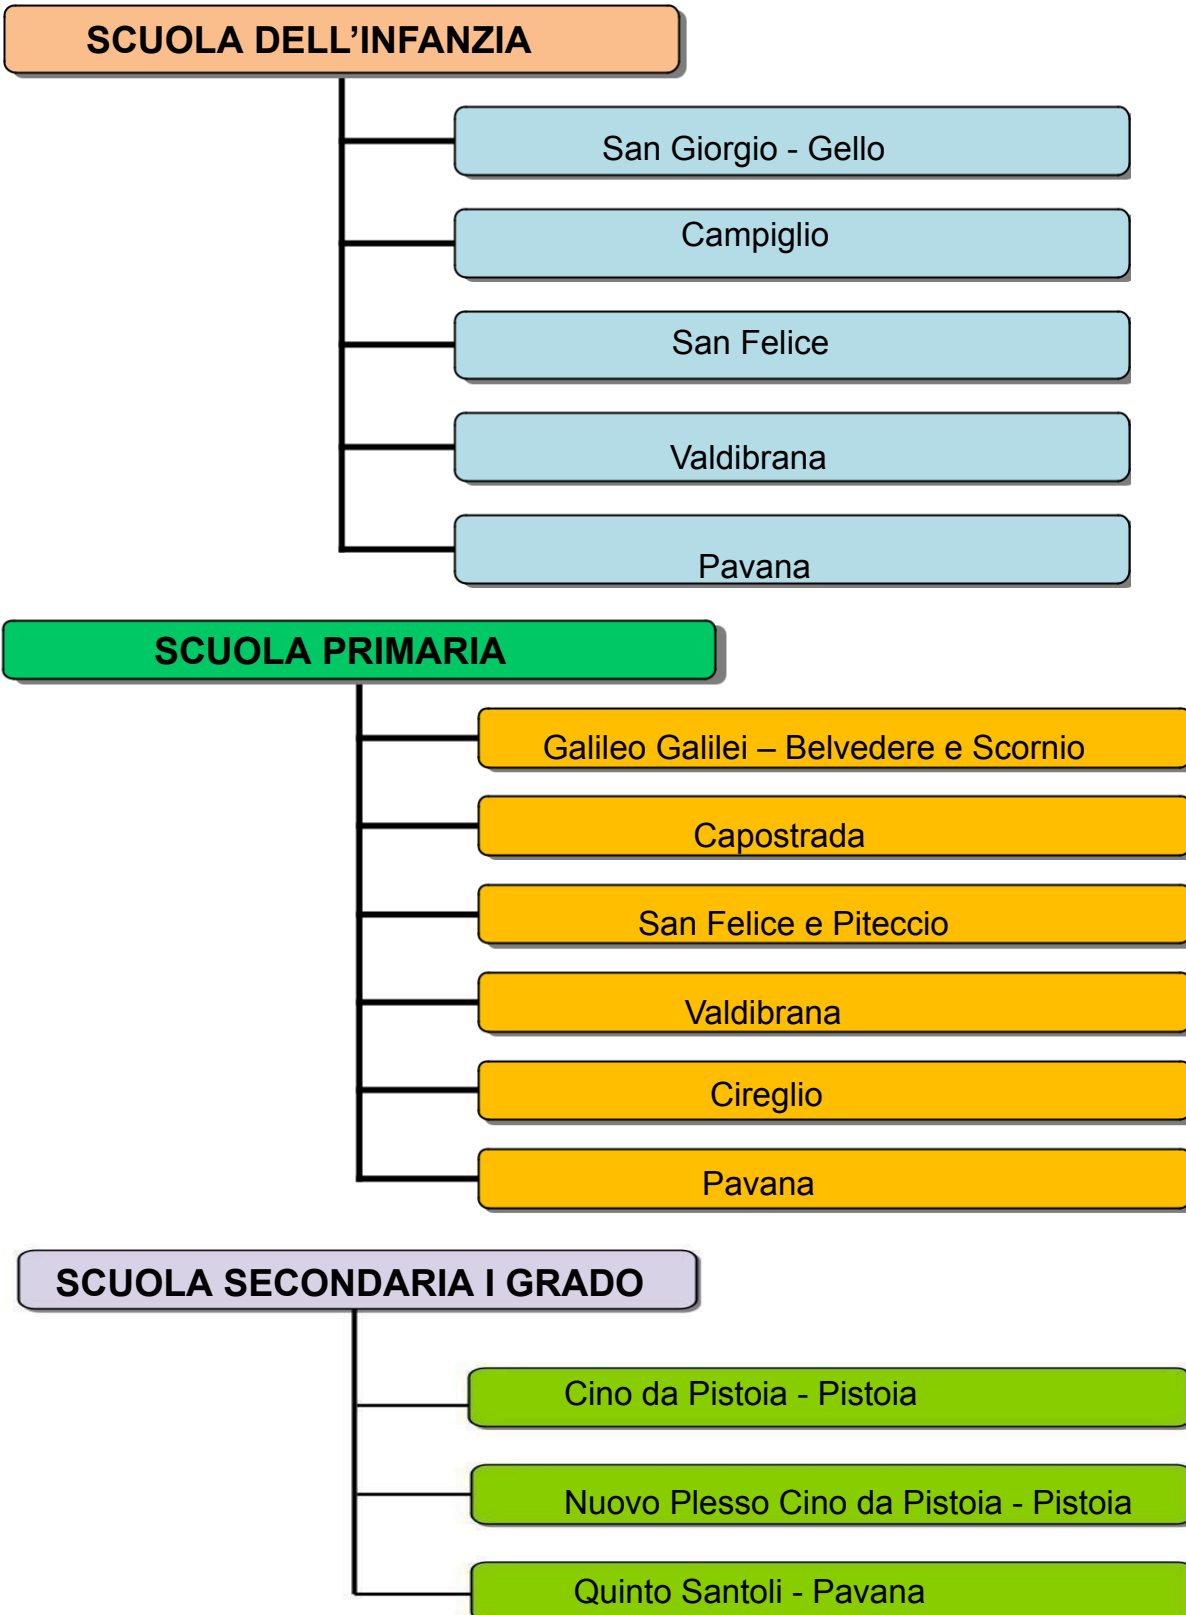 SCUOLA DELL’INFANZIA
San Giorgio - Gello
Campiglio
San Felice
Valdibrana
Pavana
SCUOLA PRIMARIA
Galileo Galilei – Belvedere e Scornio
Capostrada
San Felice e Piteccio
Valdibrana
Cireglio
Pavana
SCUOLA SECONDARIA I GRADO
Cino da Pistoia - Pistoia
Nuovo Plesso Cino da Pistoia - Pistoia
Quinto Santoli - Pavana